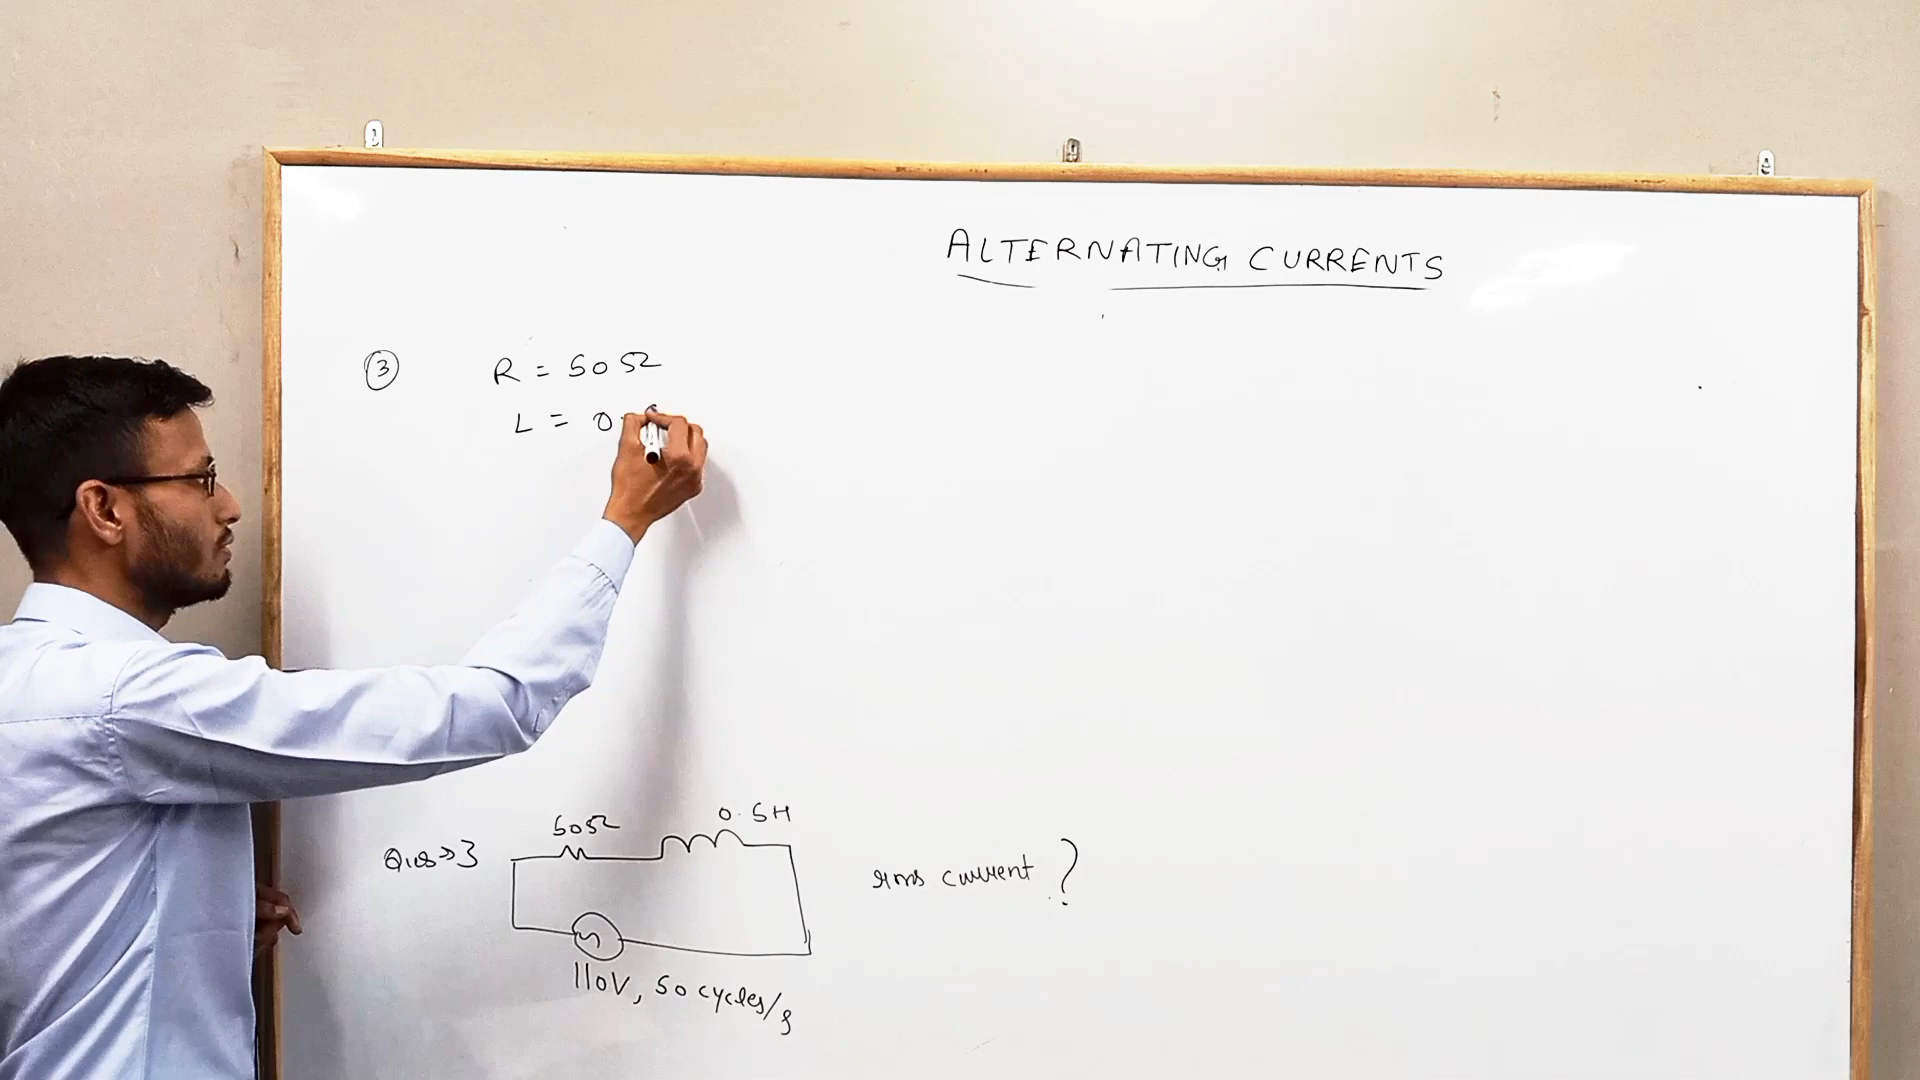 ALTERNATING CURRENTS
③ R = 50Ω
L = 0.
50Ω 0.5H
Ques→3
rms current ?
110V, 50 cycles/s